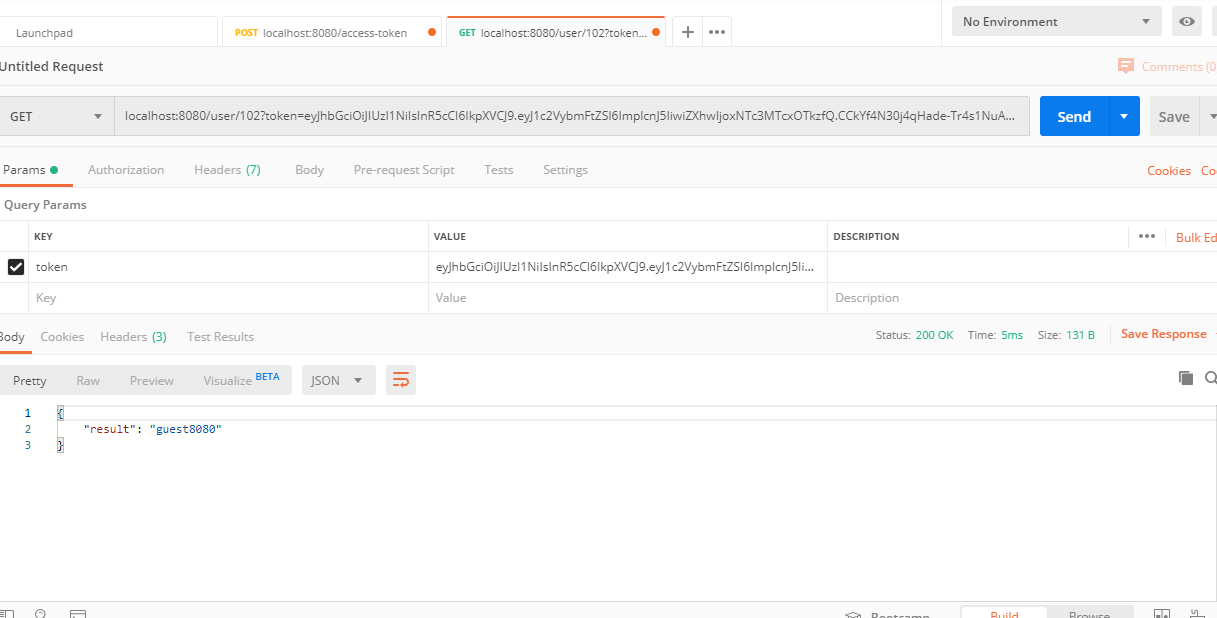 Launchpad
POST localhost:8080/access-token
GET localhost:8080/user/102?token...
No Environment
Untitled Request
Comments (0
GET
localhost:8080/user/102?token=eyJhbGciOiJIUzI1NiIsInR5cCI6IkpXVCJ9.eyJ1c2VybmFtZSI6ImplcnJ5IiwiZXhwIjoxNTc3MTcxOTkzfQ.CCkYf4N30j4qHade-Tr4s1NuA...
Send
Save
Params
Authorization
Headers (7)
Body
Pre-request Script
Tests
Settings
Cookies
Co
Query Params
KEY
VALUE
DESCRIPTION
Bulk Ed
token
eyJhbGciOiJIUzI1NiIsInR5cCI6IkpXVCJ9.eyJ1c2VybmFtZSI6ImplcnJ5Ii...
Key
Value
Description
Body
Cookies
Headers (3)
Test Results
Status: 200 OK
Time: 5ms
Size: 131 B
Save Response
Pretty
Raw
Preview
Visualize BETA
JSON
1 {
2 "result": "guest8080"
3 }
Bootcamp
Build
Browse